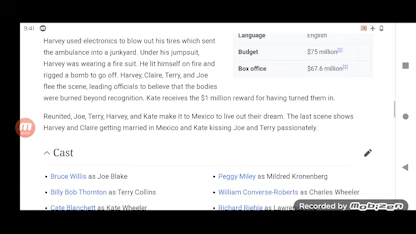 9:41
Harvey used electronics to blow out his tires which sent
the ambulance into a junkyard. Under his jumpsuit,
Harvey was wearing a fire suit. He lit himself on fire and
rigged a bomb to go off. Harvey, Claire, Terry, and Joe
flee the scene, leading officials to believe that the bodies
were burned beyond recognition. Kate receives the $1 million reward for having turned them in.
Language English
Budget $75 million[2]
Box office $67.6 million[3]
Reunited, Joe, Terry, Harvey, and Kate make it to Mexico to live out their dream. The last scene shows
Harvey and Claire getting married in Mexico and Kate kissing Joe and Terry passionately.
Cast
• Bruce Willis as Joe Blake
• Billy Bob Thornton as Terry Collins
• Cate Blanchett as Kate Wheeler
• Peggy Miley as Mildred Kronenberg
• William Converse-Roberts as Charles Wheeler
• Richard Riehle as Lawre
Recorded by Mobizen